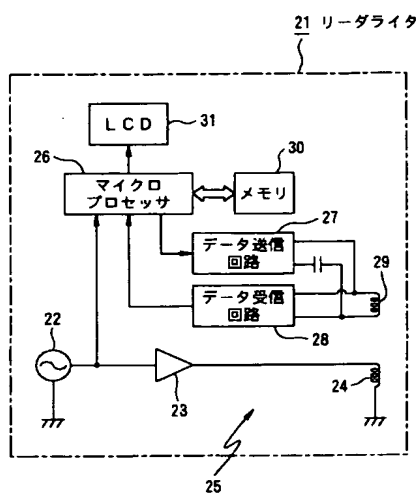 21 リーダライタ
LCD
31
26
マイクロ
プロセッサ
30
メモリ
27
データ送信
回路
29
データ受信
回路
28
22
23
24
25